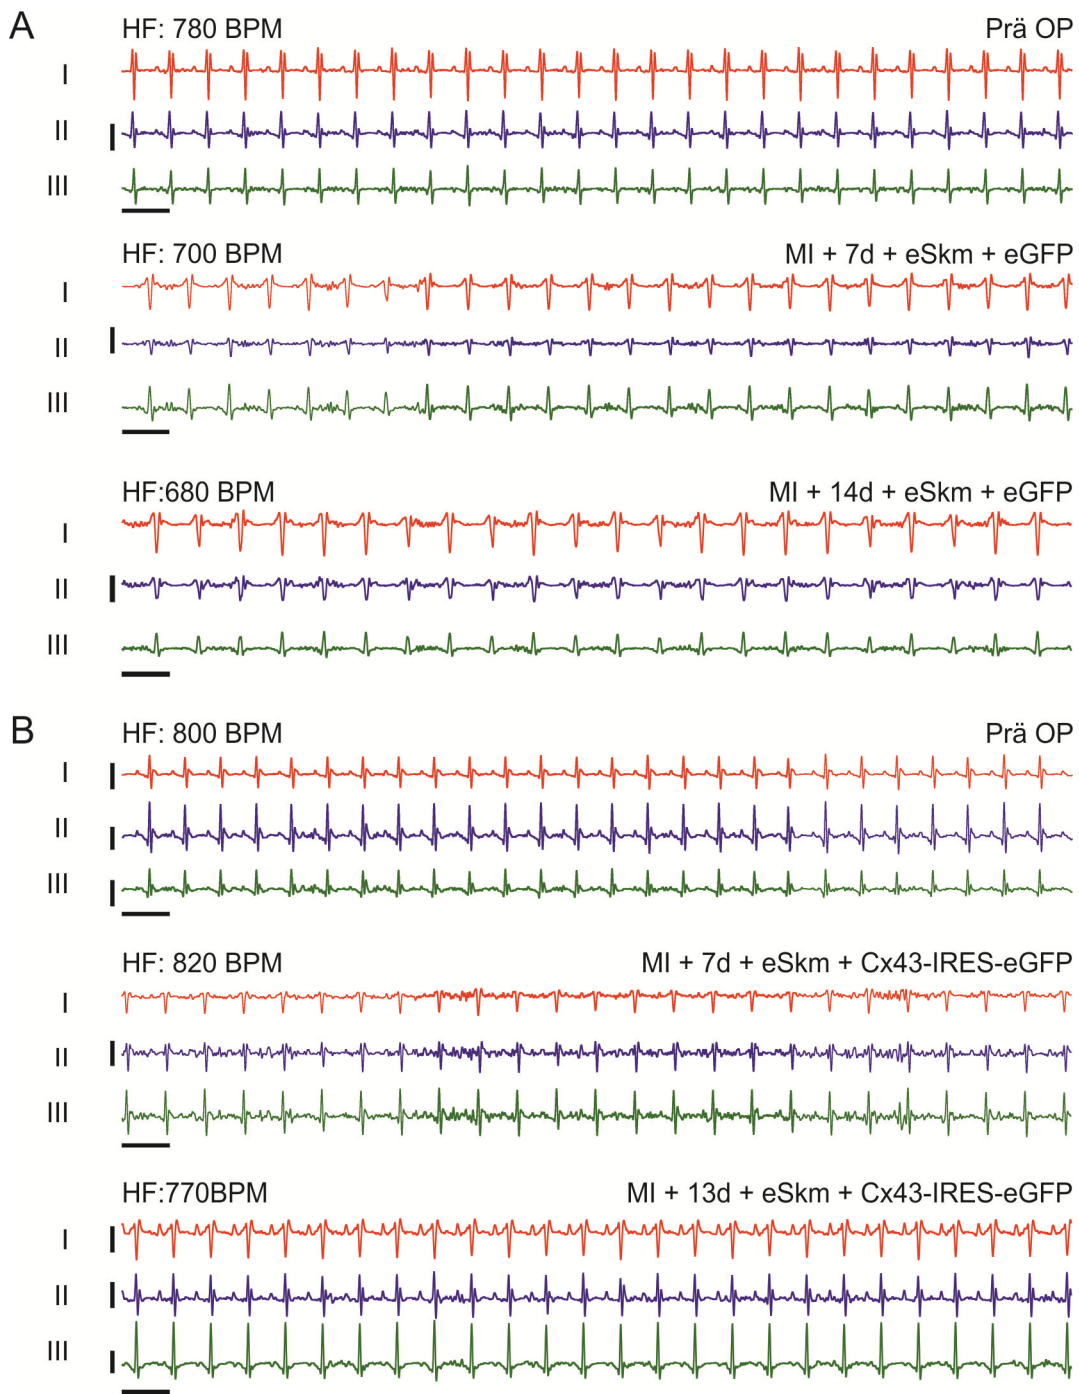 A
HF: 780 BPM Prä OP
I
II
III
HF: 700 BPM MI + 7d + eSkm + eGFP
I
II
III
HF:680 BPM MI + 14d + eSkm + eGFP
I
II
III
B
HF: 800 BPM Prä OP
I
II
III
HF: 820 BPM MI + 7d + eSkm + Cx43-IRES-eGFP
I
II
III
HF:770BPM MI + 13d + eSkm + Cx43-IRES-eGFP
I
II
III